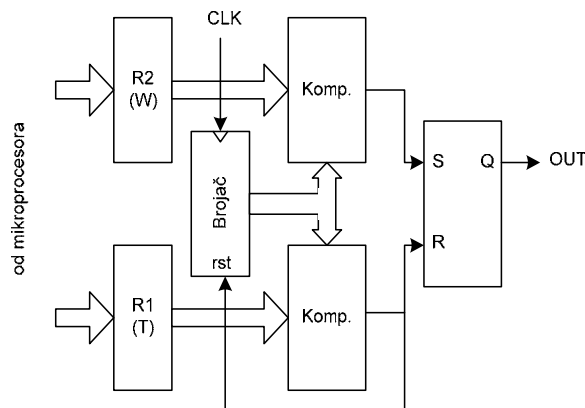 CLK
R2
(W)
Komp.
S
Q
OUT
od mikroprocesora
Brojač
R
rst
R1
(T)
Komp.